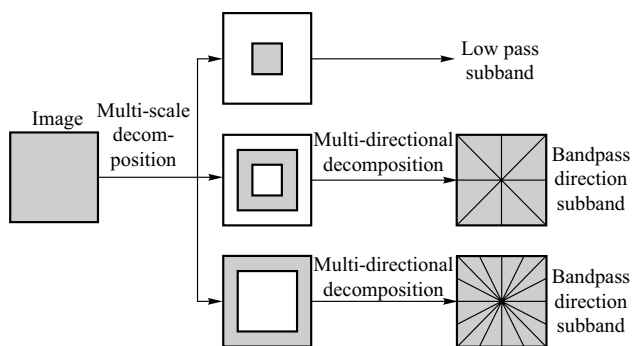 Image
Multi-scale
decom-
position
Low pass
subband
Multi-directional
decomposition
Bandpass
direction
subband
Multi-directional
decomposition
Bandpass
direction
subband